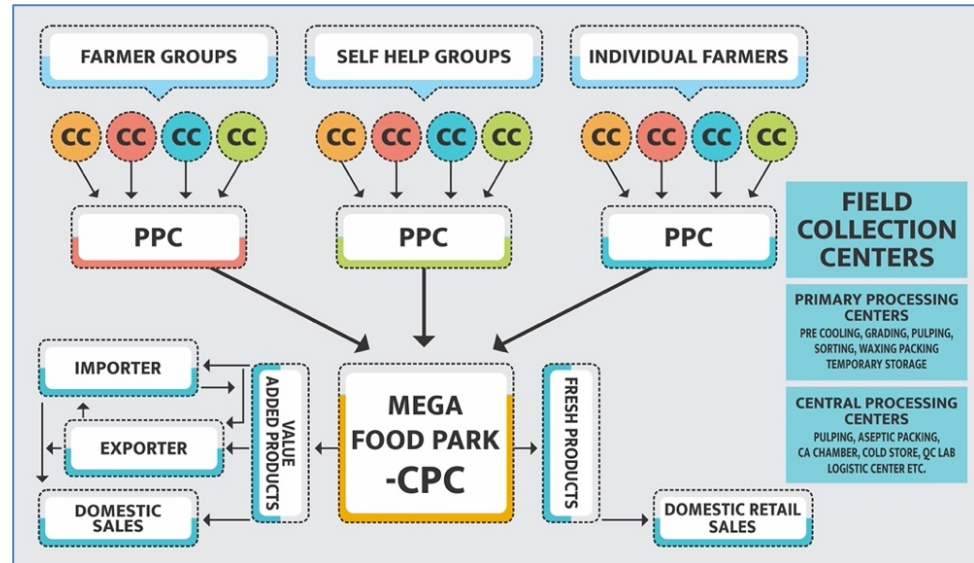 FARMER GROUPS
SELF HELP GROUPS
INDIVIDUAL FARMERS
CC CC CC CC
CC CC CC CC
CC CC CC CC
PPC
PPC
PPC
FIELD
COLLECTION
CENTERS
PRIMARY PROCESSING
CENTERS
PRE COOLING, GRADING, PULPING,
SORTING, WAXING PACKING
TEMPORARY STORAGE
CENTRAL PROCESSING
CENTERS
PULPING, ASEPTIC PACKING,
CA CHAMBER, COLD STORE, QC LAB
LOGISTIC CENTER ETC.
IMPORTER
EXPORTER
DOMESTIC
SALES
VALUE
ADDED PRODUCTS
MEGA
FOOD PARK
-CPC
FRESH PRODUCTS
DOMESTIC RETAIL
SALES